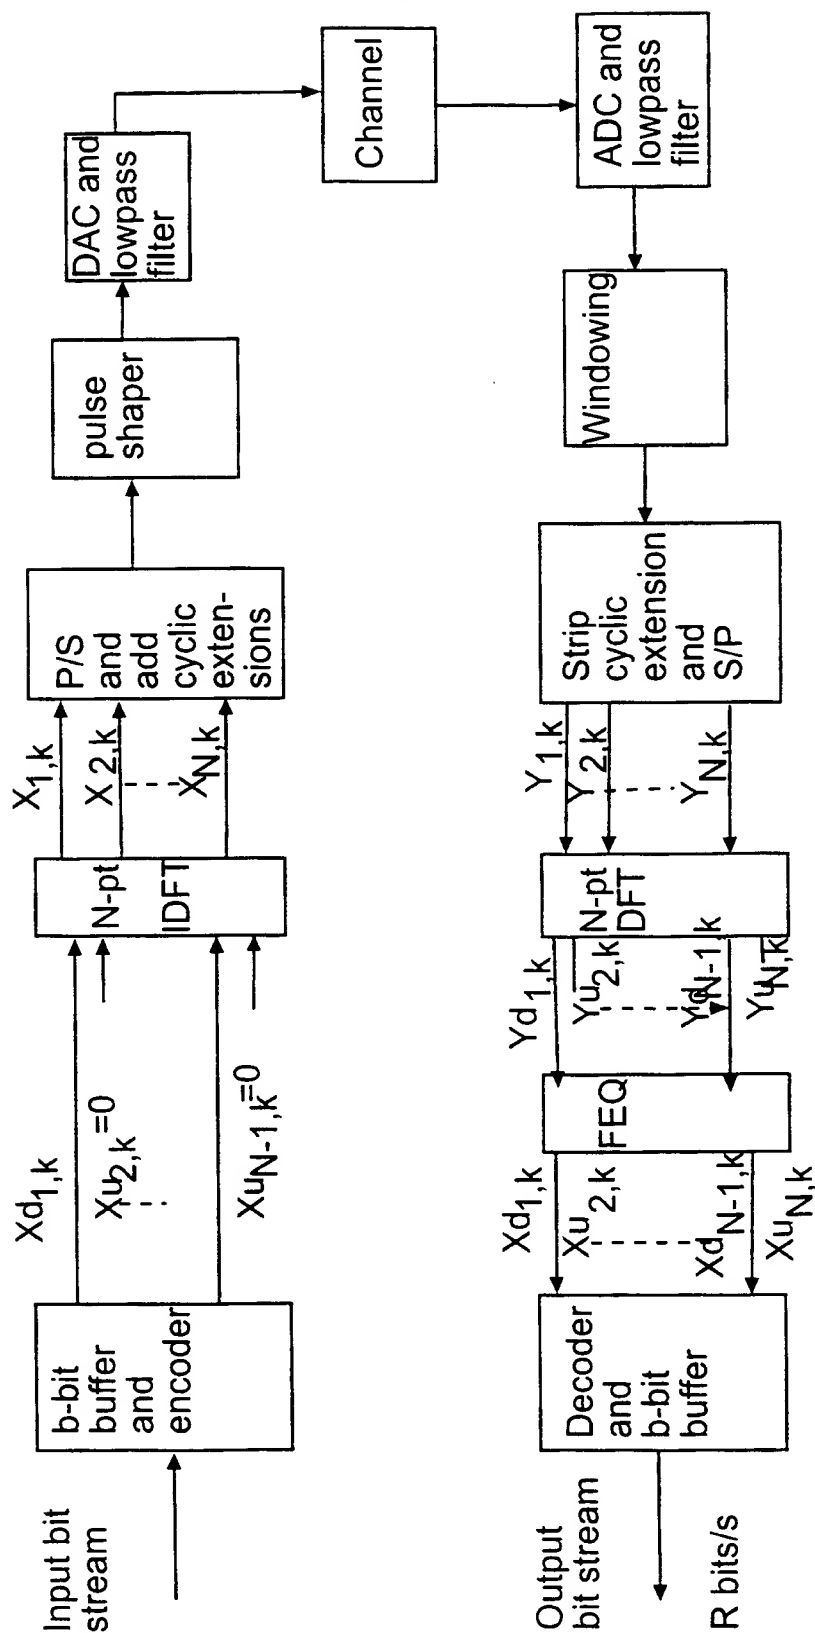 Input bit
stream
b-bit
buffer
and
encoder
Xd1,k
Xu2,k=0
XuN-1,k=0
N-pt
IDFT
X1,k
X2,k
XN,k
P/S
and
add
cyclic
exten-
sions
pulse
shaper
DAC and
lowpass
filter
Channel
ADC and
lowpass
filter
Windowing
Strip
cyclic
extension
and
S/P
Y1,k
Y2,k
YN,k
N-pt
DFT
Yd1,k
Yu2,k
YdN-1,k
YuN,k
FEQ
Xd1,k
Xu2,k
XdN-1,k
XuN,k
Decoder
and
b-bit
buffer
Output
bit stream
R bits/s